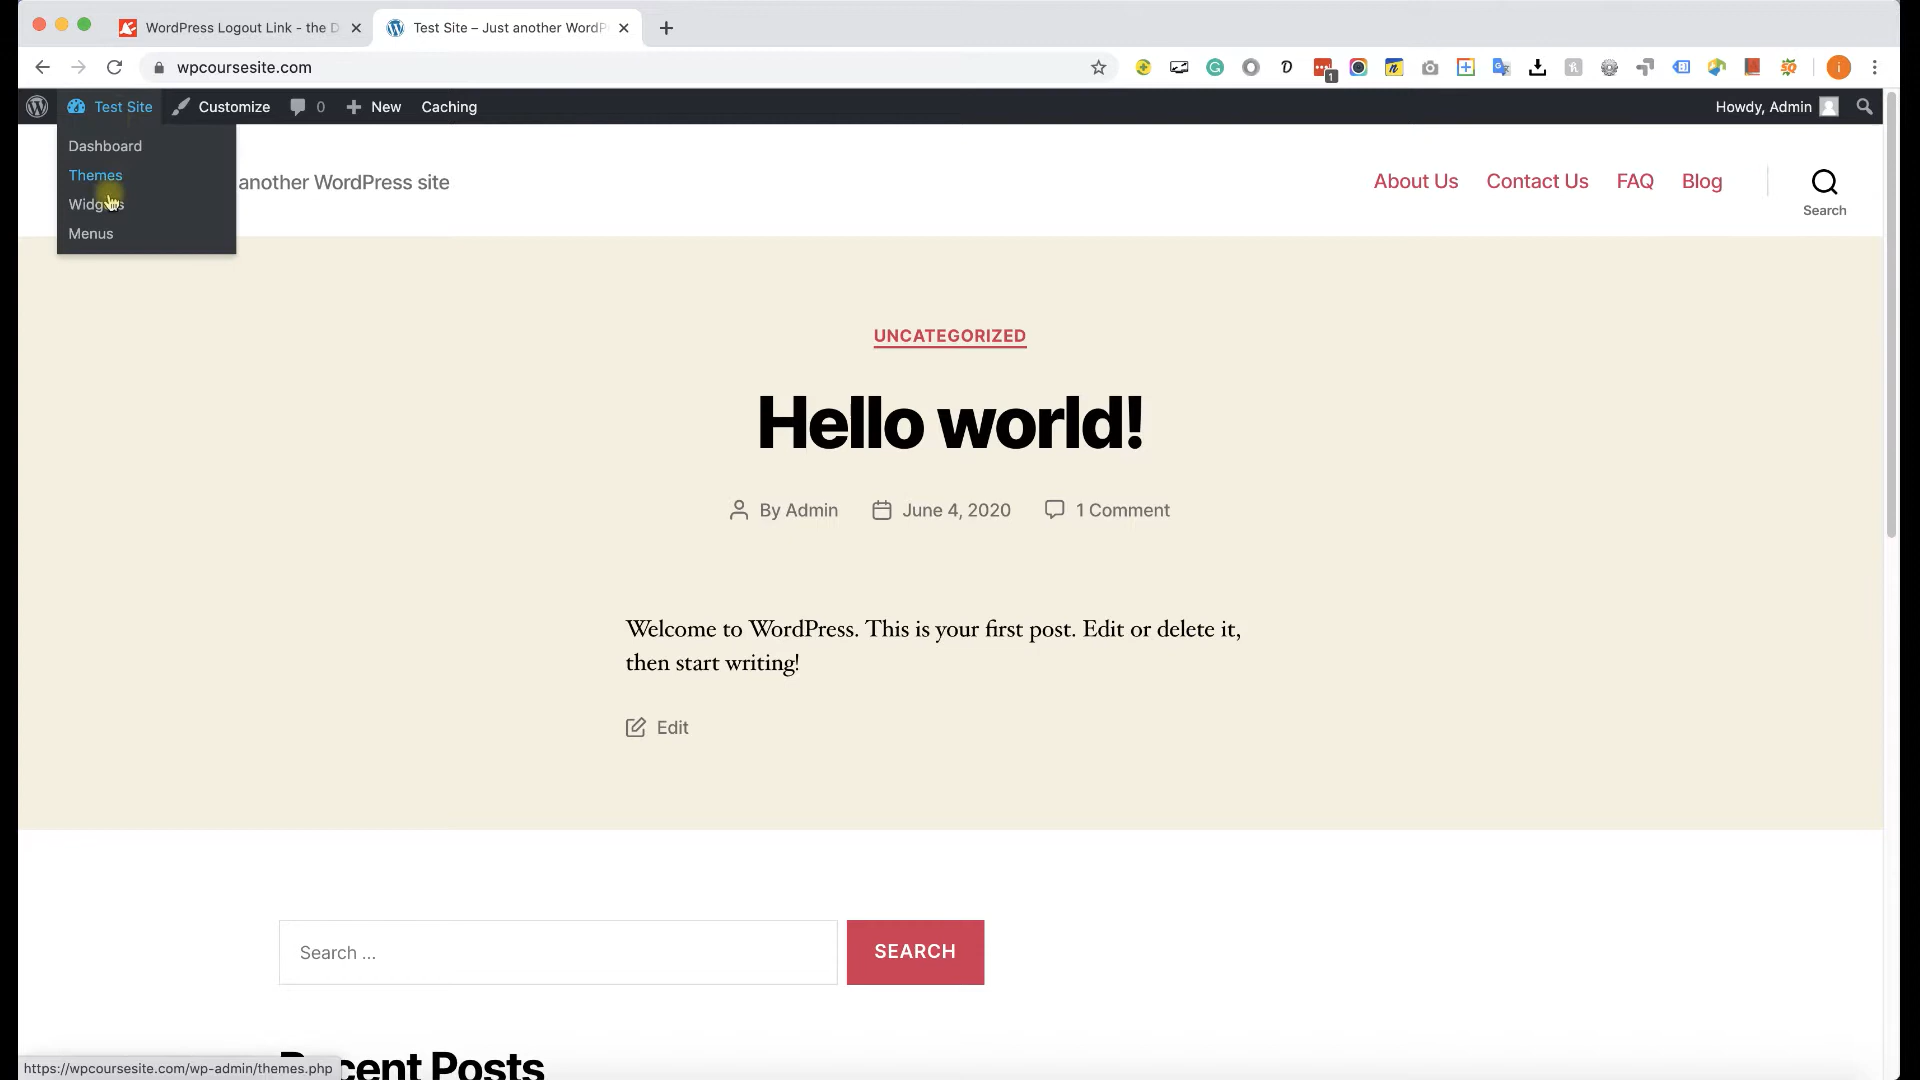 WordPress Logout Link - the D
Test Site – Just another WordP
wpcoursesite.com
1
i
Test Site
Customize
0
New
Caching
Howdy, Admin
Dashboard
Themes
Menus
another WordPress site
About Us
Contact Us
FAQ
Blog
Search
UNCATEGORIZED
Hello world!
By Admin
June 4, 2020
1 Comment
Welcome to WordPress. This is your first post. Edit or delete it,
then start writing!
Edit
Search ...
SEARCH
Recent Posts
https://wpcoursesite.com/wp-admin/themes.php